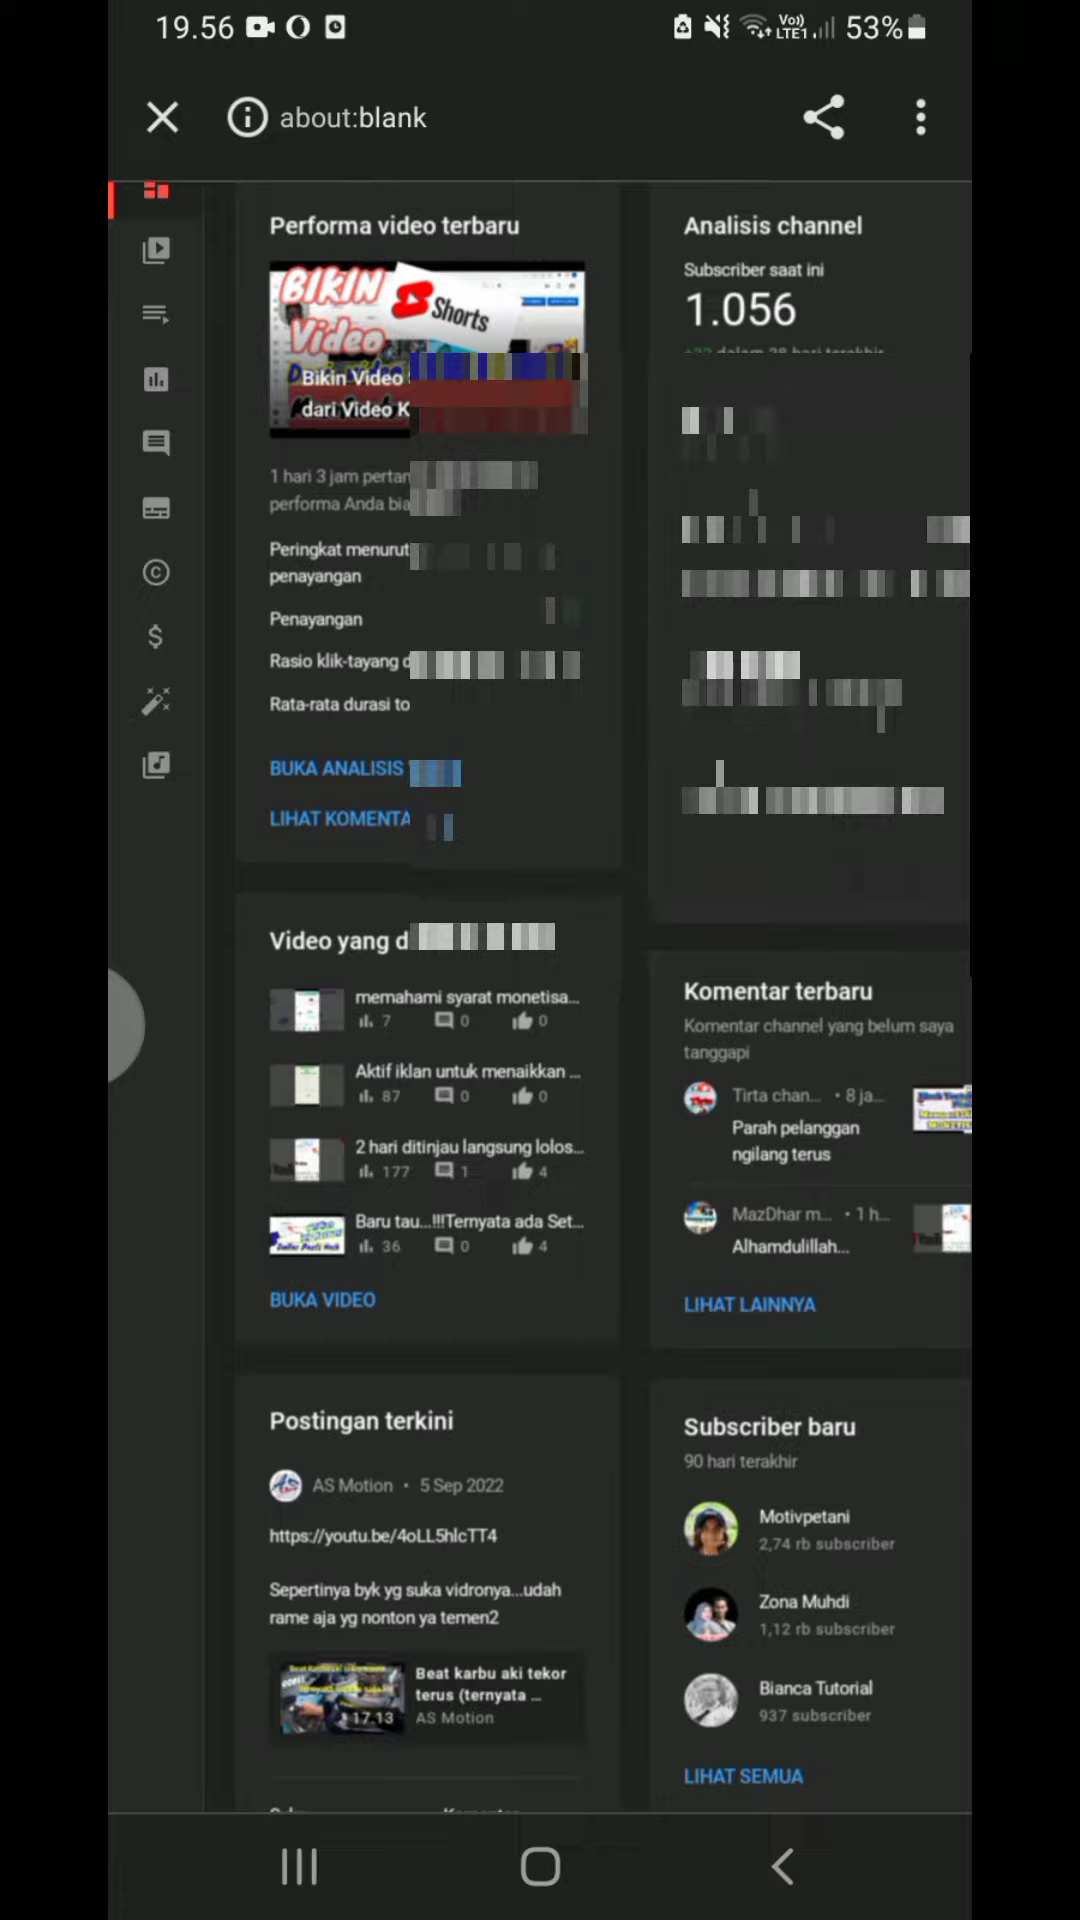 19.56
Vo)) LTE1
53%
about:blank
Performa video terbaru
BIKIN
Video
Shorts
Bikin Video
dari Video K
1 hari 3 jam pertam
performa Anda bia
Peringkat menurut
penayangan
Penayangan
Rasio klik-tayang
Rata-rata durasi to
BUKA ANALISIS
LIHAT KOMENTA
Analisis channel
Subscriber saat ini
1.056
Video yang d
memahami syarat monetisa...
7 0 0
Aktif iklan untuk menaikkan ...
87 0 0
2 hari ditinjau langsung lolos...
177 1 4
Baru tau...!!!Ternyata ada Set...
36 0 4
BUKA VIDEO
Komentar terbaru
Komentar channel yang belum saya
tanggapi
Tirta chan... • 8 ja...
Parah pelanggan
ngilang terus
MazDhar m... • 1 h...
Alhamdulillah...
LIHAT LAINNYA
Postingan terkini
AS Motion • 5 Sep 2022
https://youtu.be/4oLL5hlcTT4
Sepertinya byk yg suka vidronya...udah
rame aja yg nonton ya temen2
Beat karbu aki tekor
terus (ternyata ...
AS Motion
17.13
Subscriber baru
90 hari terakhir
Motivpetani
2,74 rb subscriber
Zona Muhdi
1,12 rb subscriber
Bianca Tutorial
937 subscriber
LIHAT SEMUA